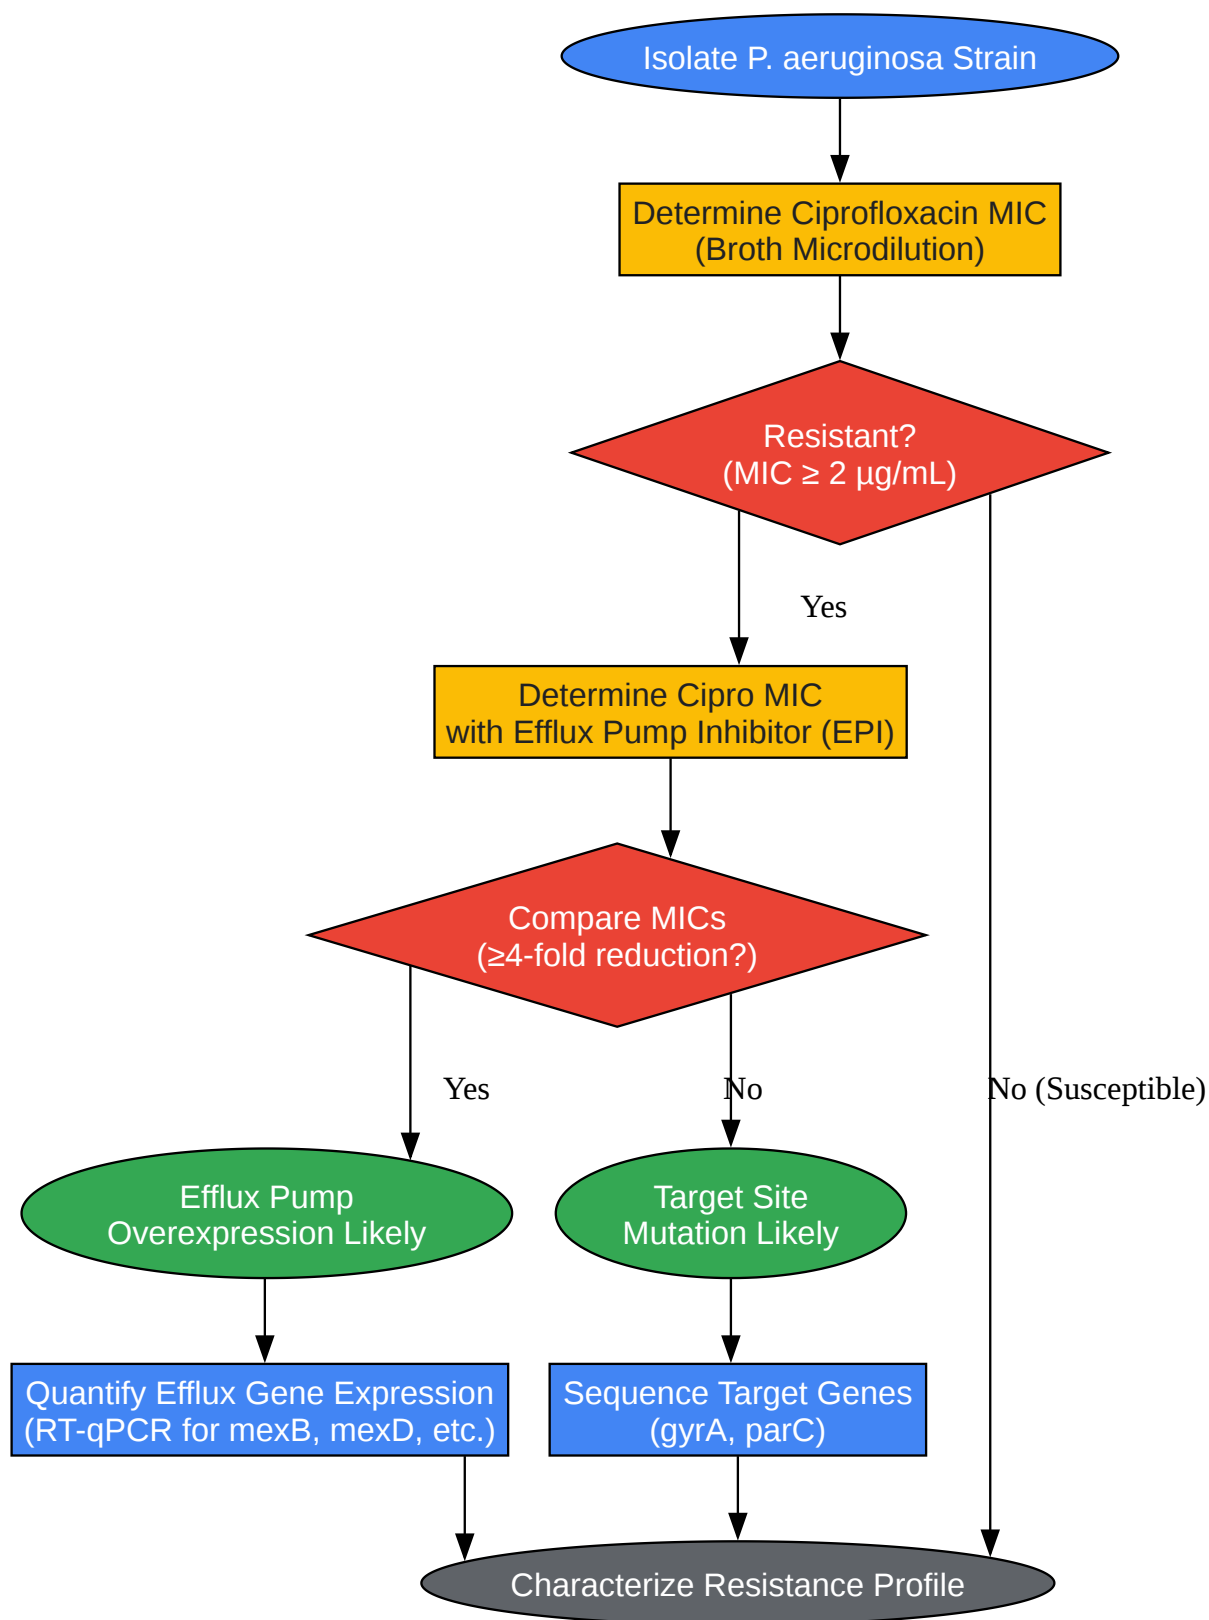 Isolate P. aeruginosa Strain
Determine Ciprofloxacin MIC
(Broth Microdilution)
Resistant?
(MIC ≥ 2 µg/mL)
Yes
Determine Cipro MIC
with Efflux Pump Inhibitor (EPI)
Compare MICs
(≥4-fold reduction?)
Yes
No
No (Susceptible)
Efflux Pump
Overexpression Likely
Target Site
Mutation Likely
Quantify Efflux Gene Expression
(RT-qPCR for mexB, mexD, etc.)
Sequence Target Genes
(gyrA, parC)
Characterize Resistance Profile